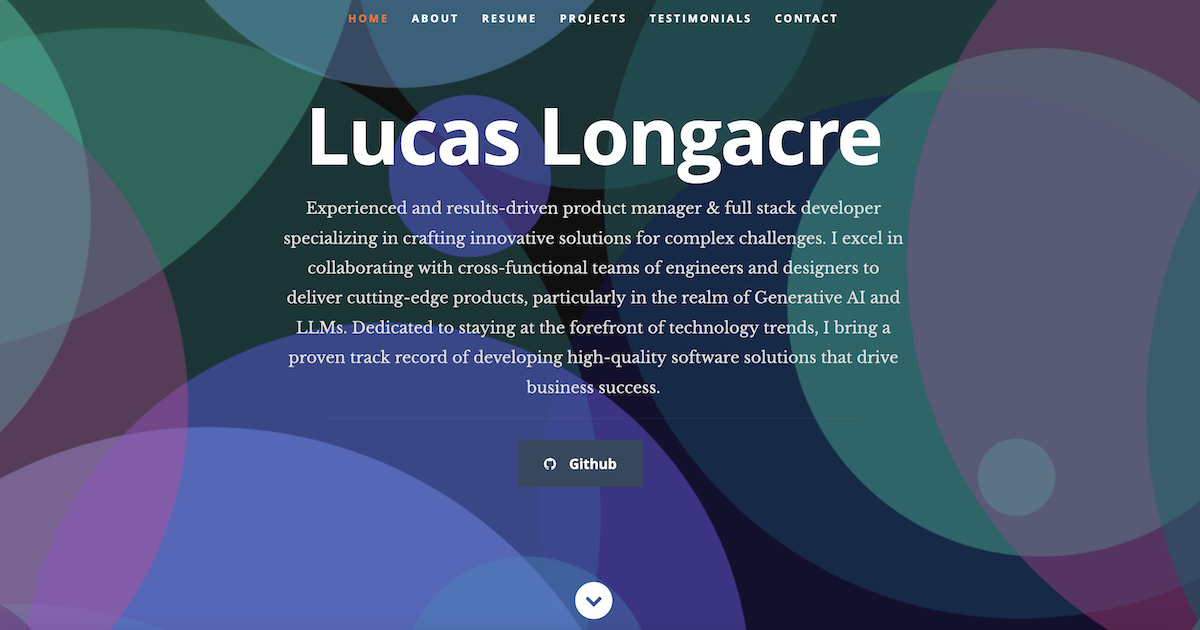 HOME ABOUT RESUME PROJECTS TESTIMONIALS CONTACT
Lucas Longacre
Experienced and results-driven product manager & full stack developer
specializing in crafting innovative solutions for complex challenges. I excel in
collaborating with cross-functional teams of engineers and designers to
deliver cutting-edge products, particularly in the realm of Generative AI and
LLMs. Dedicated to staying at the forefront of technology trends, I bring a
proven track record of developing high-quality software solutions that drive
business success.
Github